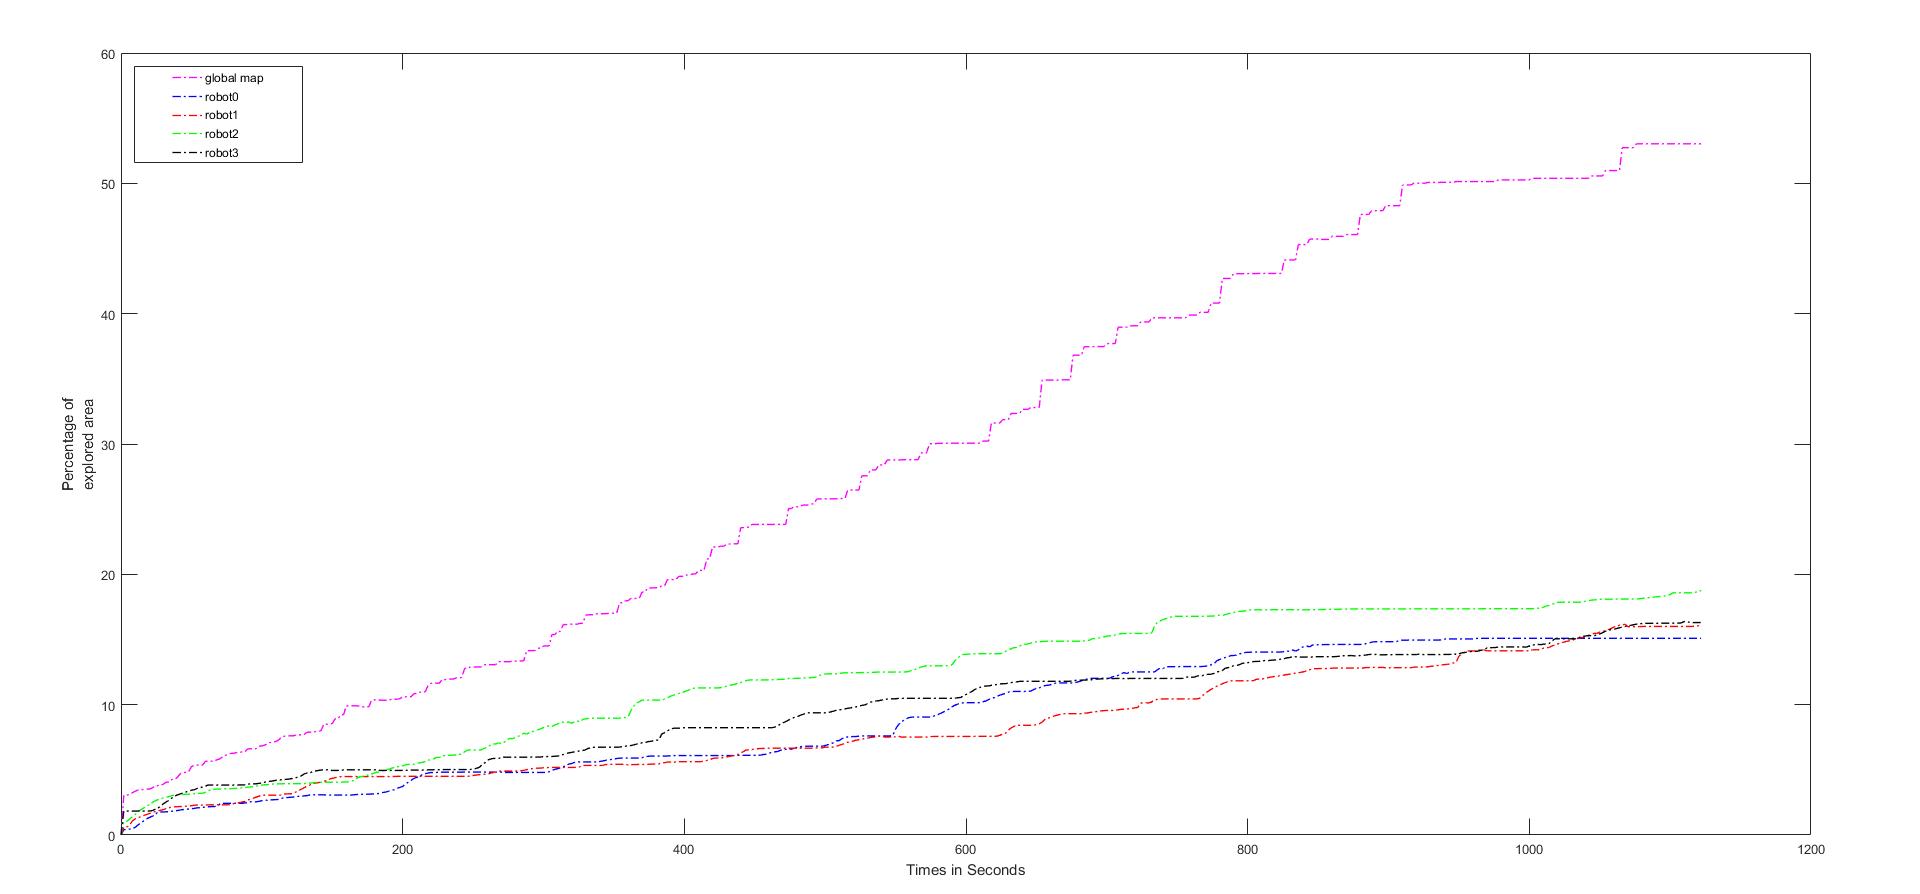 global map
robot0
robot1
robot2
robot3
60
50
40
30
20
10
0
Percentage of
explored area
0 200 400 600 800 1000 1200
Times in Seconds